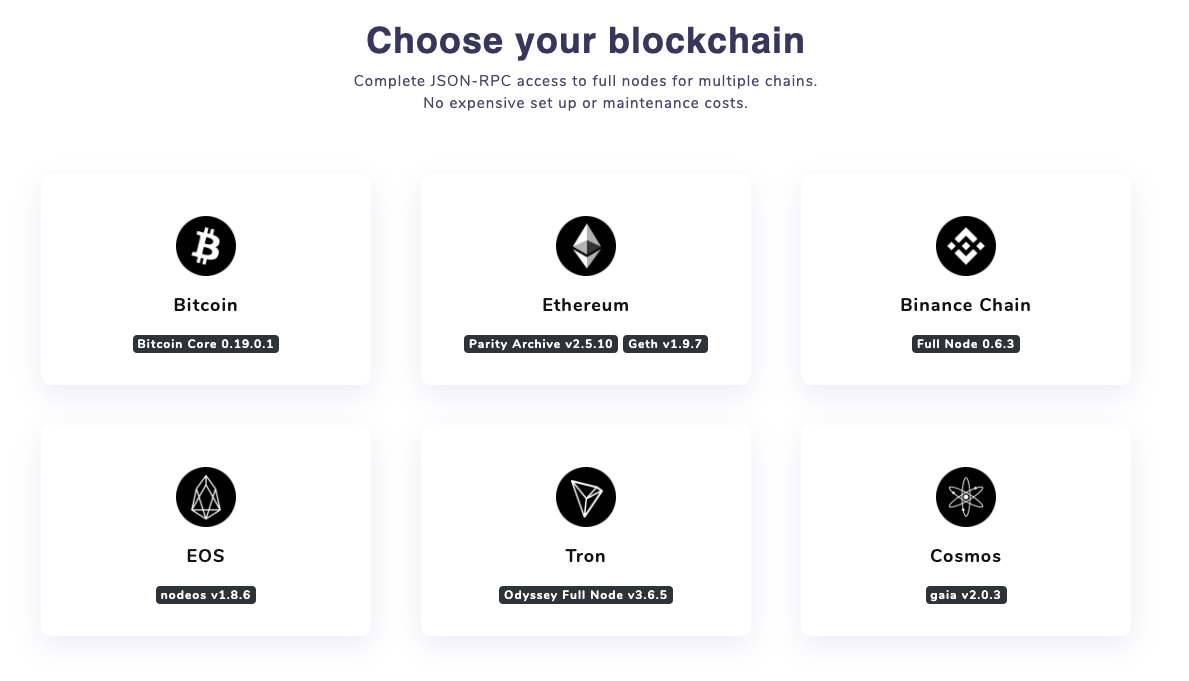 Choose your blockchain
Complete JSON-RPC access to full nodes for multiple chains.
No expensive set up or maintenance costs.
Bitcoin
Bitcoin Core 0.19.0.1
Ethereum
Parity Archive v2.5.10 Geth v1.9.7
Binance Chain
Full Node 0.6.3
EOS
nodeos v1.8.6
Tron
Odyssey Full Node v3.6.5
Cosmos
gaia v2.0.3